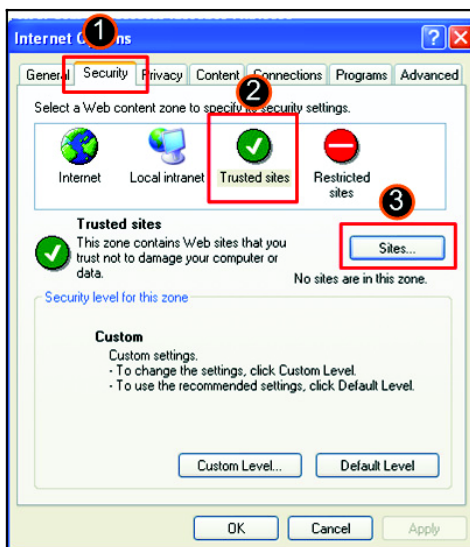 1
Internet Options
General Security Privacy Content Connections Programs Advanced
2
Select a Web content zone to specify its security settings.
Internet Local intranet Trusted sites Restricted sites
3
Trusted sites
This zone contains Web sites that you
trust not to damage your computer or
data.
Sites...
No sites are in this zone.
Security level for this zone
Custom
Custom settings.
- To change the settings, click Custom Level.
- To use the recommended settings, click Default Level.
Custom Level... Default Level
OK Cancel Apply